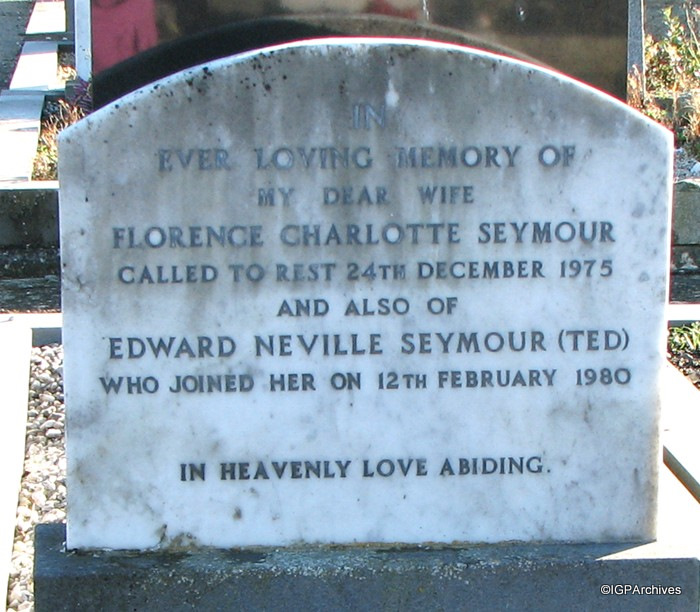 IN
EVER LOVING MEMORY OF
MY DEAR WIFE
FLORENCE CHARLOTTE SEYMOUR
CALLED TO REST 24TH DECEMBER 1975
AND ALSO OF
EDWARD NEVILLE SEYMOUR (TED)
WHO JOINED HER ON 12TH FEBRUARY 1980
IN HEAVENLY LOVE ABIDING.
©IGPArchives